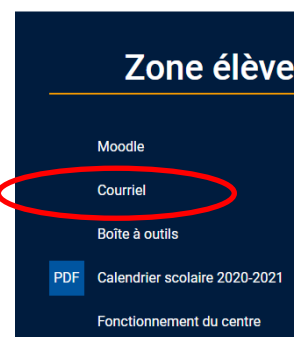 Zone élève
Moodle
Courriel
Boîte à outils
PDF Calendrier scolaire 2020-2021
Fonctionnement du centre